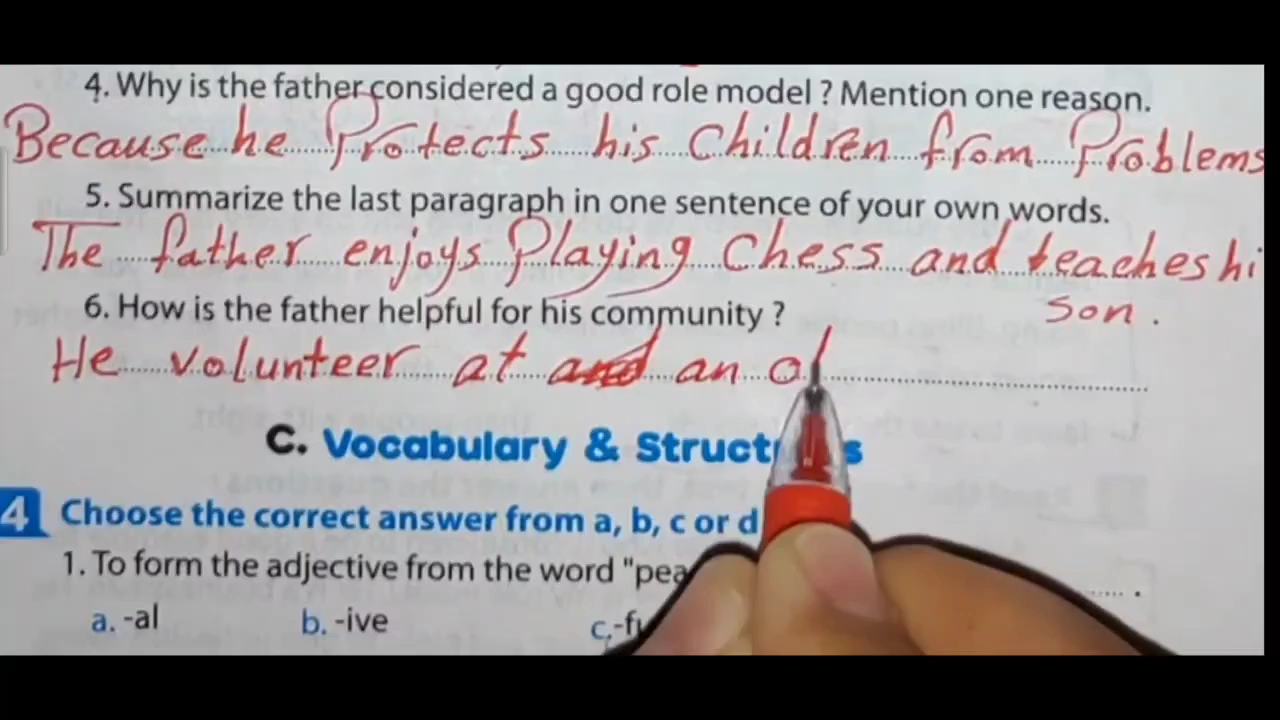 4. Why is the father considered a good role model ? Mention one reason.
Because he Protects his Children from Problems
5. Summarize the last paragraph in one sentence of your own words.
The father enjoys Playing Chess and teaches hi
son.
6. How is the father helpful for his community ?
He volunteer at and an ol
C. Vocabulary &
4 Choose the correct answer from a, b, c or d
1. To form the adjective from the word "pea
a. -al b. -ive c. -fu